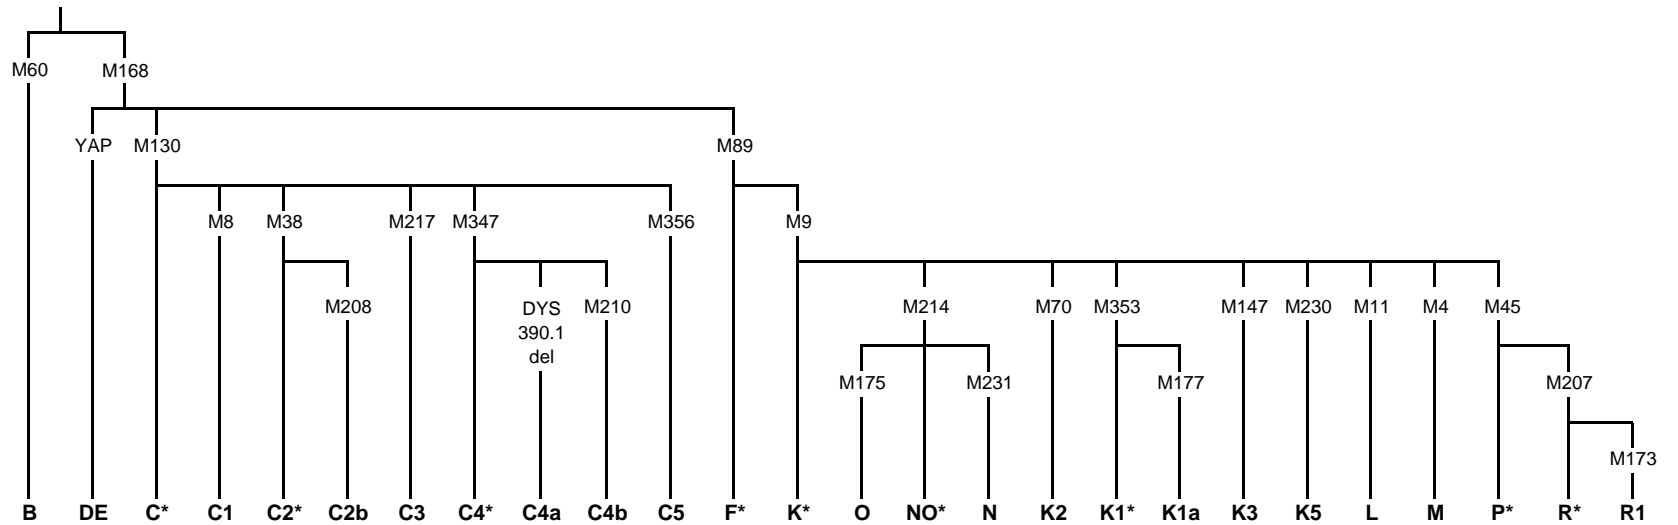 M60 M168
YAP M130 M89
M8 M38 M217 M347 M356 M9
M208 DYS 390.1 del M210 M214 M70 M353 M147 M230 M11 M4 M45
M175 M231 M177 M207
M173
B DE C* C1 C2* C2b C3 C4* C4a C4b C5 F* K* O NO* N K2 K1* K1a K3 K5 L M P* R* R1